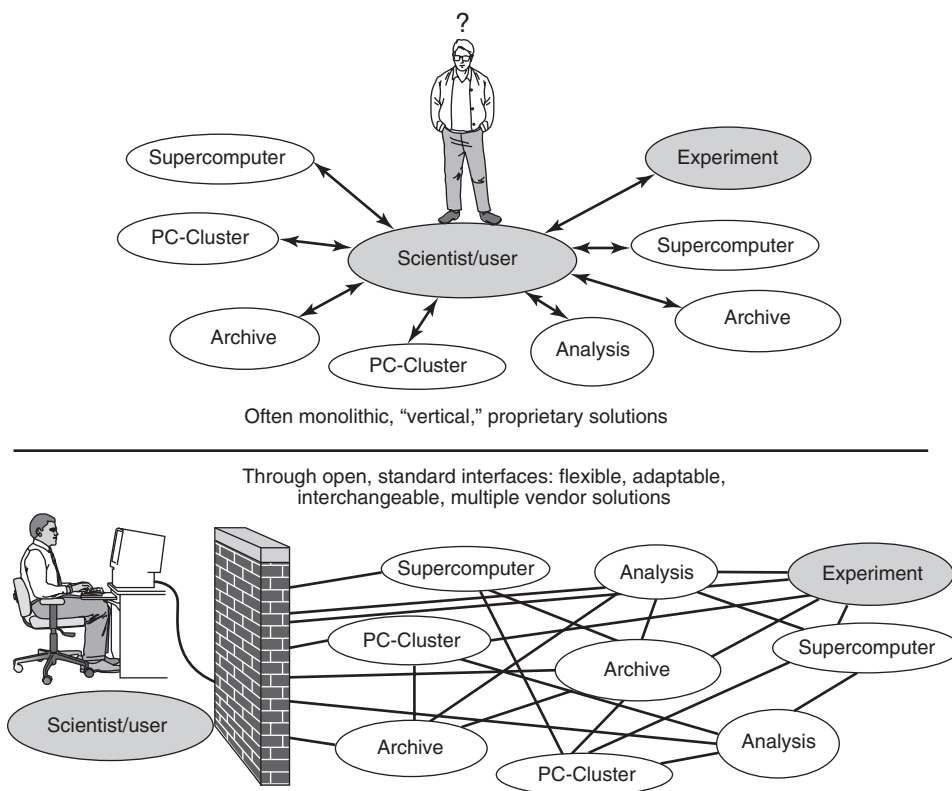 ?
Supercomputer
Experiment
PC-Cluster
Scientist/user
Supercomputer
Archive
PC-Cluster
Analysis
Archive
Often monolithic, “vertical,” proprietary solutions
Through open, standard interfaces: flexible, adaptable,
interchangeable, multiple vendor solutions
Supercomputer
Analysis
Experiment
PC-Cluster
Archive
Supercomputer
Scientist/user
Archive
PC-Cluster
Analysis